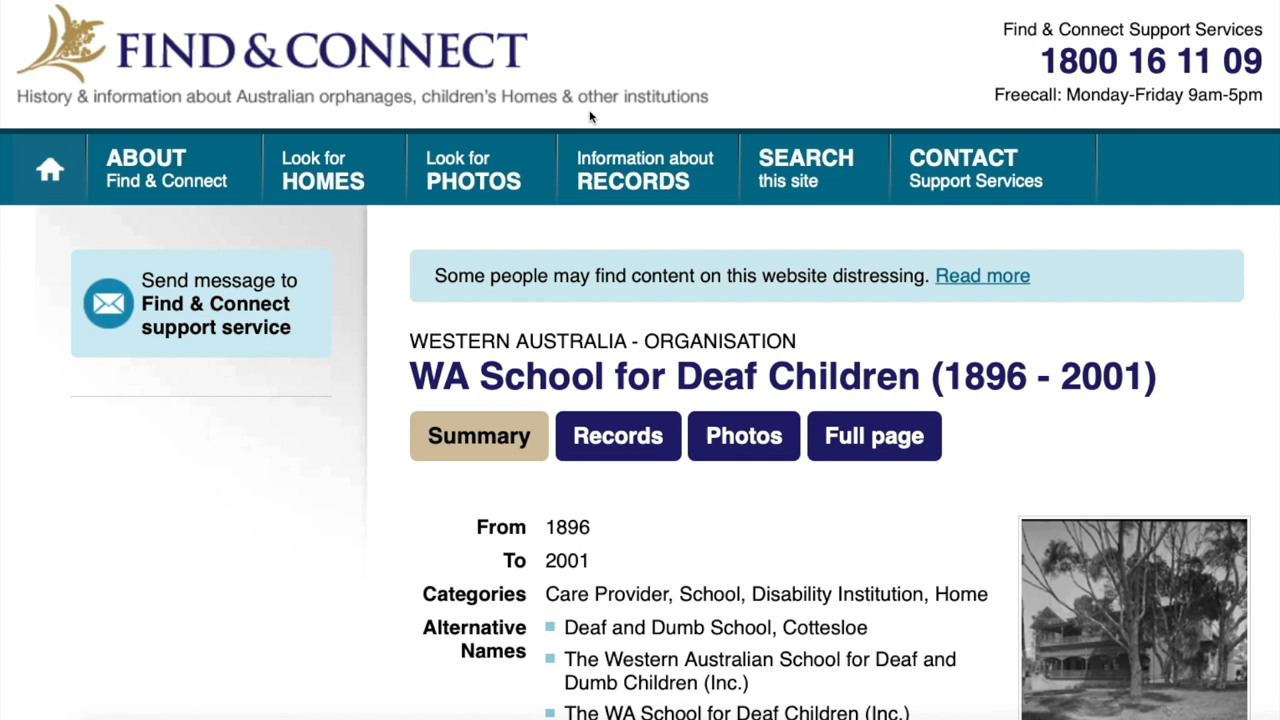 FIND & CONNECT
History & information about Australian orphanages, children's Homes & other institutions
Find & Connect Support Services
1800 16 11 09
Freecall: Monday-Friday 9am-5pm
ABOUT
Find & Connect
Look for
HOMES
Look for
PHOTOS
Information about
RECORDS
SEARCH
this site
CONTACT
Support Services
Send message to
Find & Connect
support service
Some people may find content on this website distressing. Read more
WESTERN AUSTRALIA - ORGANISATION
WA School for Deaf Children (1896 - 2001)
Summary
Records
Photos
Full page
From 1896
To 2001
Categories Care Provider, School, Disability Institution, Home
Alternative Names
Deaf and Dumb School, Cottesloe
The Western Australian School for Deaf and
Dumb Children (Inc.)
The WA School for Deaf Children (Inc.)